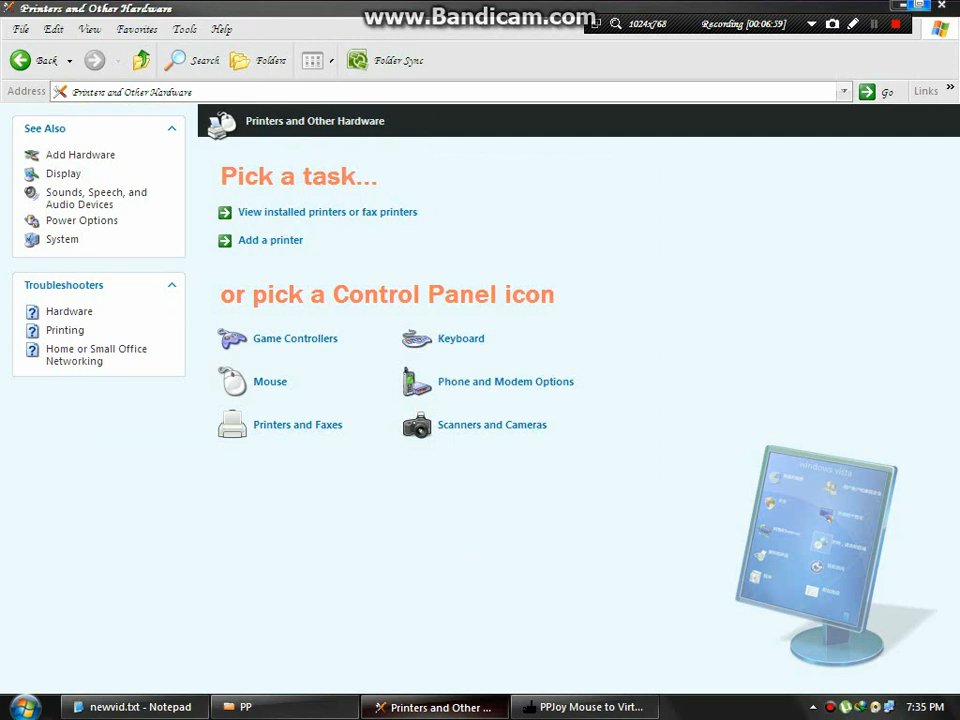 Printers and Other Hardware
www.Bandicam.com
1024x768
Recording [00:06:39]
File Edit View Favorites Tools Help
Back Search Folders Folder Sync
Address Printers and Other Hardware Go Links »
See Also
Add Hardware
Display
Sounds, Speech, and
Audio Devices
Power Options
System
Troubleshooters
Hardware
Printing
Home or Small Office
Networking
Printers and Other Hardware
Pick a task...
View installed printers or fax printers
Add a printer
or pick a Control Panel icon
Game Controllers
Keyboard
Mouse
Phone and Modem Options
Printers and Faxes
Scanners and Cameras
windows vista
newvid.txt - Notepad
PP
Printers and Other ...
PPJoy Mouse to Virt...
7:35 PM